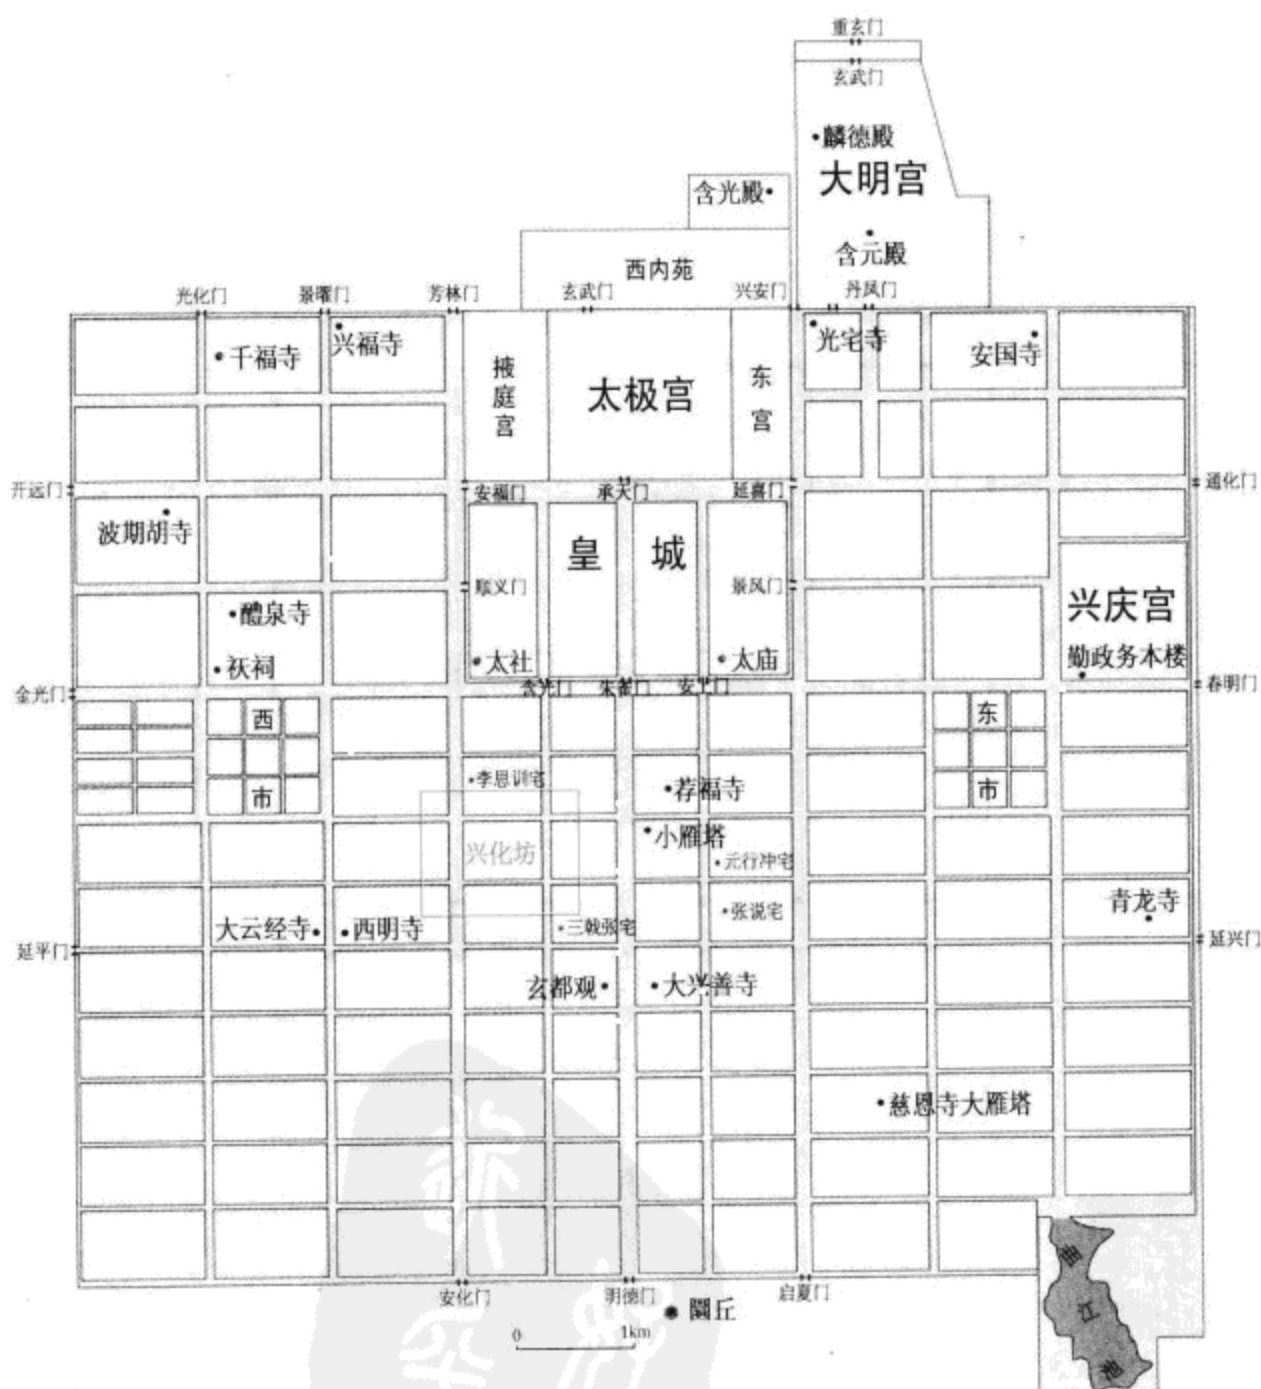 重玄门
玄武门
麟德殿
大明宫
含光殿
含元殿
西内苑
光化门
景曜门
芳林门
玄武门
兴安门
丹凤门
千福寺
兴福寺
掖庭宫
太极宫
东宫
光宅寺
安国寺
开远门
安福门
承天门
延喜门
通化门
波期胡寺
皇城
顺义门
景风门
醴泉寺
兴庆宫
祆祠
太社
太庙
勤政务本楼
金光门
含光门
朱雀门
安上门
春明门
西市
东市
李思训宅
荐福寺
小雁塔
兴化坊
元行冲宅
大云经寺
西明寺
三戟张宅
张说宅
青龙寺
延平门
延兴门
玄都观
大兴善寺
慈恩寺大雁塔
安化门
明德门
启夏门
圜丘
曲江池
0 1km